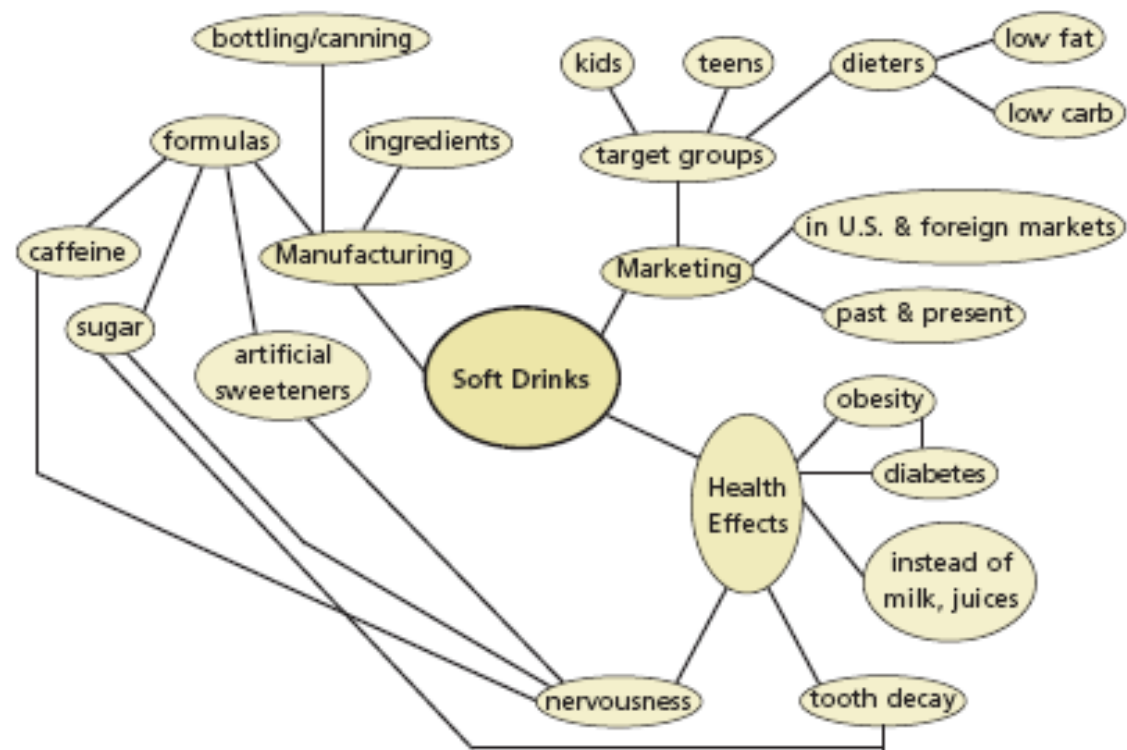 bottling/canning
kids
teens
dieters
low fat
low carb
formulas
ingredients
target groups
caffeine
Manufacturing
Marketing
in U.S. & foreign markets
past & present
sugar
artificial
sweeteners
Soft Drinks
obesity
diabetes
Health
Effects
instead of
milk, juices
nervousness
tooth decay